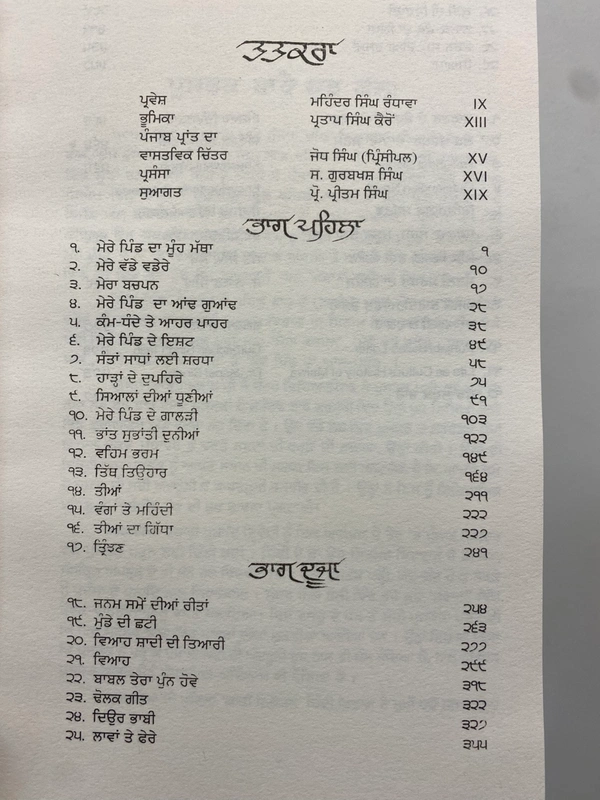 ਤਤਕਰਾ
ਪ੍ਰਵੇਸ਼ ਮਹਿੰਦਰ ਸਿੰਘ ਰੰਧਾਵਾ IX
ਭੂਮਿਕਾ ਪ੍ਰਤਾਪ ਸਿੰਘ ਕੈਰੋਂ XIII
ਪੰਜਾਬ ਪ੍ਰਾਂਤ ਦਾ
ਵਾਸਤਵਿਕ ਚਿੱਤਰ ਜੋਧ ਸਿੰਘ (ਪ੍ਰਿੰਸੀਪਲ) XV
ਪ੍ਰਸੰਸਾ ਸ. ਗੁਰਬਖਸ਼ ਸਿੰਘ XVI
ਸੁਆਗਤ ਪ੍ਰੋ. ਪ੍ਰੀਤਮ ਸਿੰਘ XIX
ਭਾਗ ਪਹਿਲਾ
੧. ਮੇਰੇ ਪਿੰਡ ਦਾ ਮੂੰਹ ਮੱਥਾ ੧
੨. ਮੇਰੇ ਵੱਡੇ ਵਡੇਰੇ ੧੦
੩. ਮੇਰਾ ਬਚਪਨ ੧੭
੪. ਮੇਰੇ ਪਿੰਡ ਦਾ ਆਂਢ ਗੁਆਂਢ ੨੮
੫. ਕੰਮ-ਧੰਦੇ ਤੇ ਆਹਰ ਪਾਹਰ ੩੮
੬. ਮੇਰੇ ਪਿੰਡ ਦੇ ਇਸ਼ਟ ੪੯
੭. ਸੰਤਾਂ ਸਾਧਾਂ ਲਈ ਸ਼ਰਧਾ ੫੮
੮. ਹਾੜ੍ਹਾਂ ਦੇ ਦੁਪਹਿਰੇ ੭੫
੯. ਸਿਆਲਾਂ ਦੀਆਂ ਧੂਣੀਆਂ ੯੧
੧੦. ਮੇਰੇ ਪਿੰਡ ਦੇ ਗਾਲੜੀ ੧੦੩
੧੧. ਭਾਂਤ ਸੁਭਾਂਤੀ ਦੁਨੀਆਂ ੧੨੨
੧੨. ਵਹਿਮ ਭਰਮ ੧੪੯
੧੩. ਤਿੱਥ ਤਿਉਹਾਰ ੧੬੪
੧੪. ਤੀਆਂ ੨੧੧
੧੫. ਵੰਗਾਂ ਤੇ ਮਹਿੰਦੀ ੨੨੨
੧੬. ਤੀਆਂ ਦਾ ਗਿੱਧਾ ੨੨੭
੧੭. ਤ੍ਰਿੰਝਣ ੨੪੧
ਭਾਗ ਦੂਜਾ
੧੮. ਜਨਮ ਸਮੇਂ ਦੀਆਂ ਰੀਤਾਂ ੨੫੪
੧੯. ਮੁੰਡੇ ਦੀ ਛਟੀ ੨੬੩
੨੦. ਵਿਆਹ ਸ਼ਾਦੀ ਦੀ ਤਿਆਰੀ ੨੭੭
੨੧. ਵਿਆਹ ੨੯੯
੨੨. ਬਾਬਲ ਤੇਰਾ ਪੁੰਨ ਹੋਵੇ ੩੧੮
੨੩. ਢੋਲਕ ਗੀਤ ੩੨੨
੨੪. ਦਿਉਰ ਭਾਬੀ ੩੨੭
੨੫. ਲਾਵਾਂ ਤੇ ਫੇਰੇ ੩੫੫